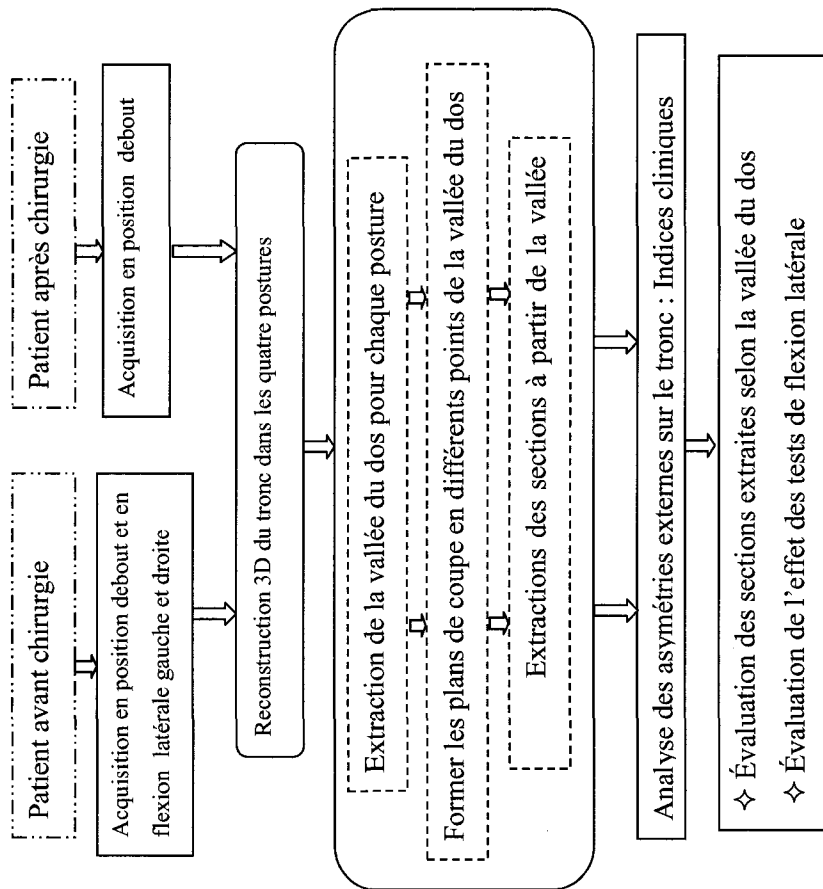 Patient avant chirurgie
Patient après chirurgie
Acquisition en position debout et en
flexion latérale gauche et droite
Acquisition en position debout
Reconstruction 3D du tronc dans les quatre postures
Extraction de la vallée du dos pour chaque posture
Former les plans de coupe en différents points de la vallée du dos
Extractions des sections à partir de la vallée
Analyse des asymétries externes sur le tronc : Indices cliniques
✧ Évaluation des sections extraites selon la vallée du dos
✧ Évaluation de l'effet des tests de flexion latérale